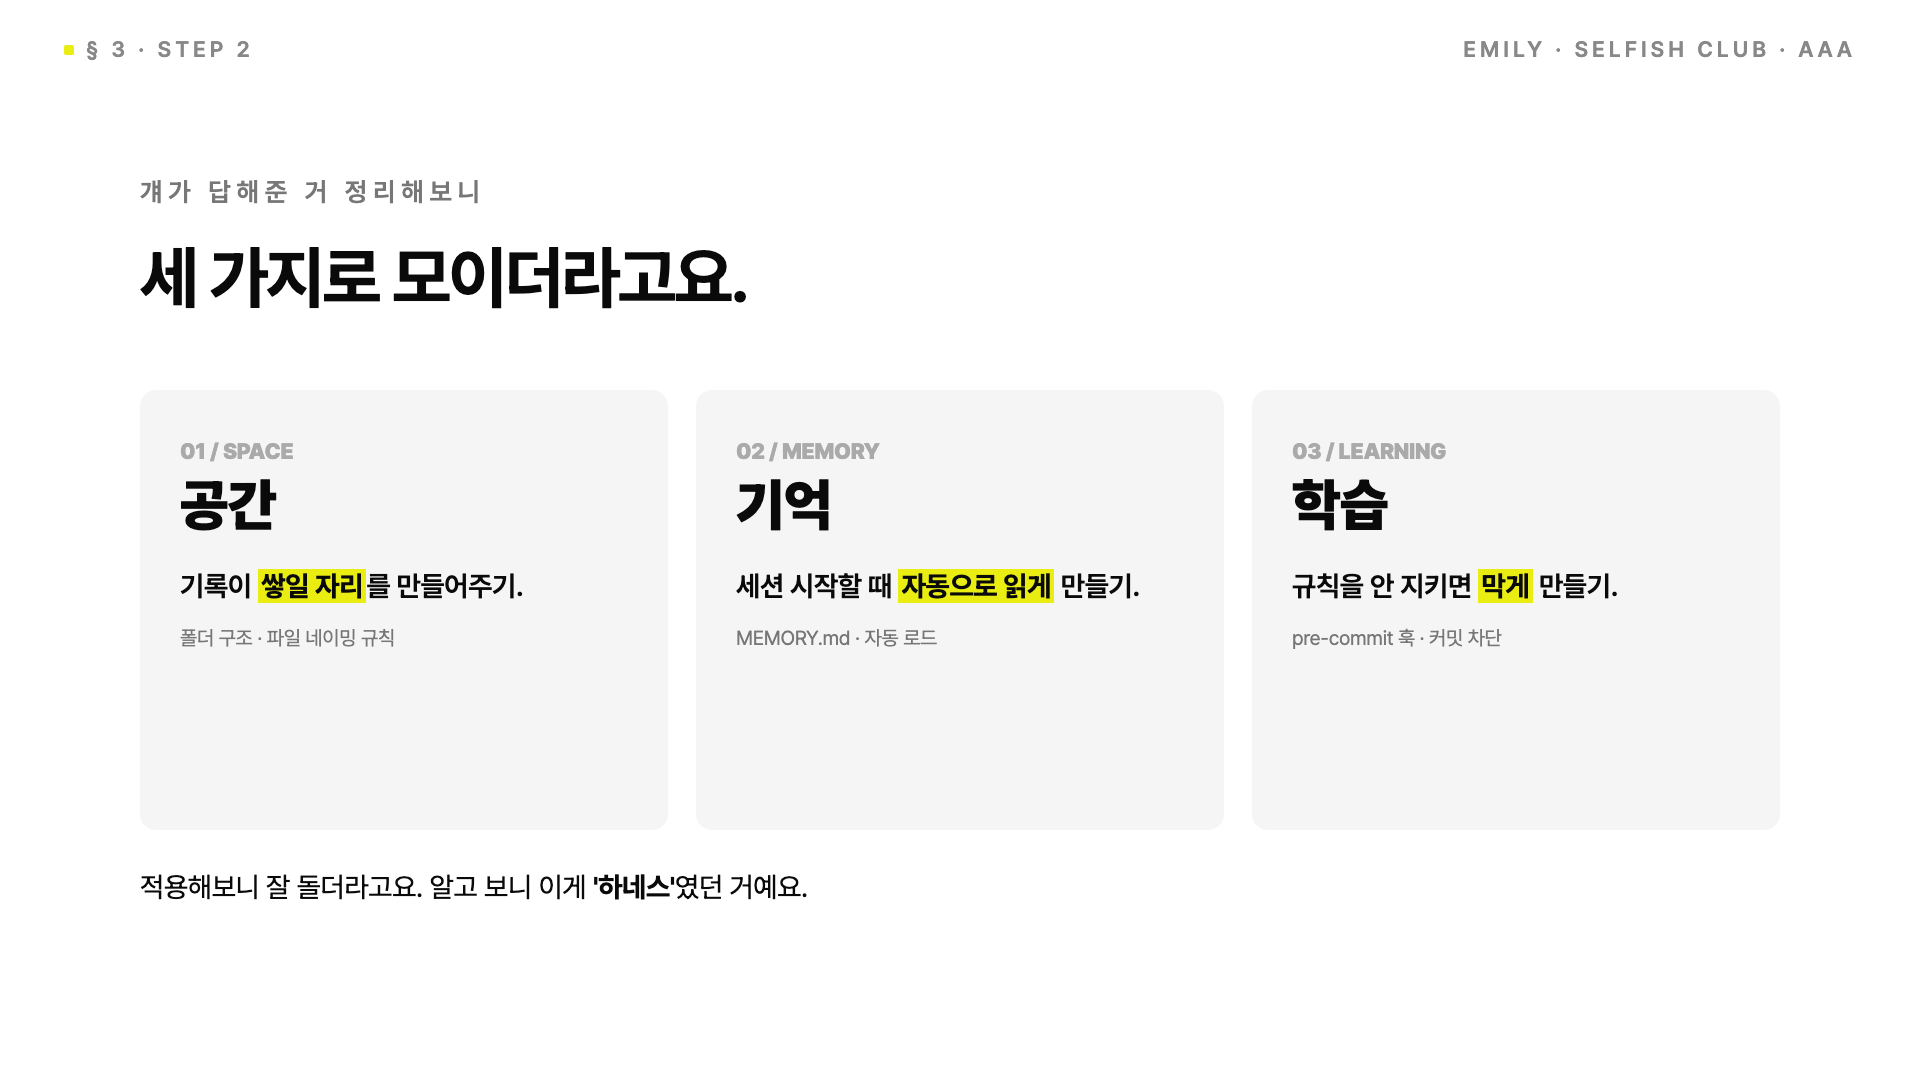 § 3 · STEP 2
EMILY · SELFISH CLUB · AAA
걔가 답해준 거 정리해보니
세 가지로 모이더라고요.
01 / SPACE
공간
기록이 쌓일 자리를 만들어주기.
폴더 구조 · 파일 네이밍 규칙
02 / MEMORY
기억
세션 시작할 때 자동으로 읽게 만들기.
MEMORY.md · 자동 로드
03 / LEARNING
학습
규칙을 안 지키면 막게 만들기.
pre-commit 훅 · 커밋 차단
적용해보니 잘 돌더라고요. 알고 보니 이게 '하네스'였던 거예요.